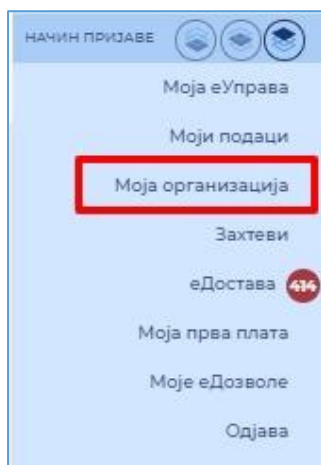 НАЧИН ПРИЈАВЕ
Моја еУправа
Моји подаци
Моја организација
Захтеви
еДостава 414
Моја прва плата
Моје еДозволе
Одјава